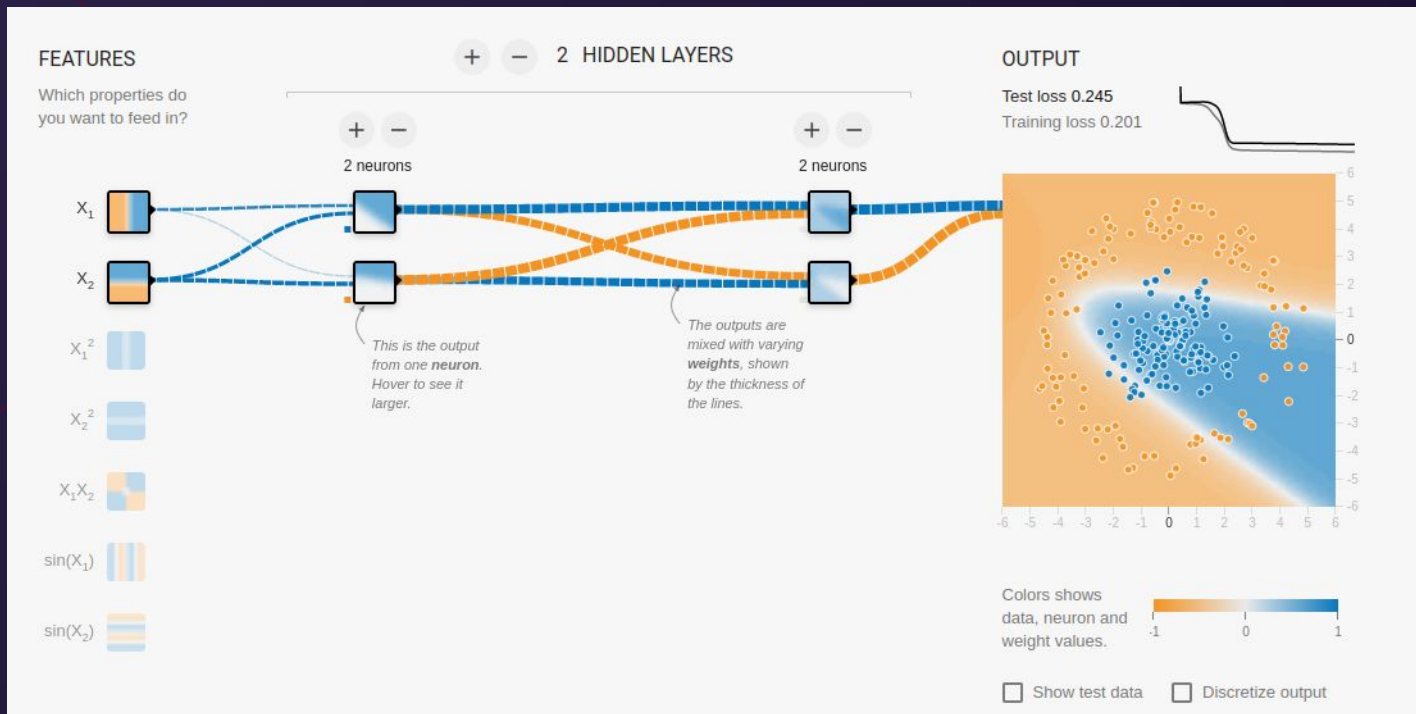 FEATURES
Which properties do
you want to feed in?
X1
X2
X1²
X2²
X1X2
sin(X1)
sin(X2)
+ − 2 HIDDEN LAYERS
+ −
2 neurons
+ −
2 neurons
This is the output
from one neuron.
Hover to see it
larger.
The outputs are
mixed with varying
weights, shown
by the thickness of
the lines.
OUTPUT
Test loss 0.245
Training loss 0.201
6
5
4
3
2
1
0
-1
-2
-3
-4
-5
-6
-6 -5 -4 -3 -2 -1 0 1 2 3 4 5 6
Colors shows
data, neuron and
weight values.
-1 0 1
Show test data
Discretize output